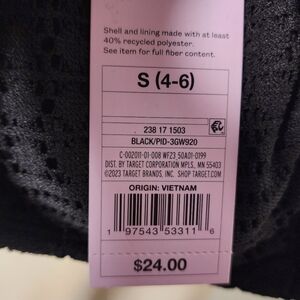 Shell and lining made with at least
40% recycled polyester.
See item for full fiber content.
S (4-6)
238 17 1503
BLACK/PID-3GW920
C-002011-01-008 WFZ3 50A01-0199
DIST. BY TARGET CORPORATION MPLS, MN 55403
©2023 TARGET BRANDS, INC. SHOP TARGET.COM
ORIGIN: VIETNAM
1 97543 53311 6
$24.00